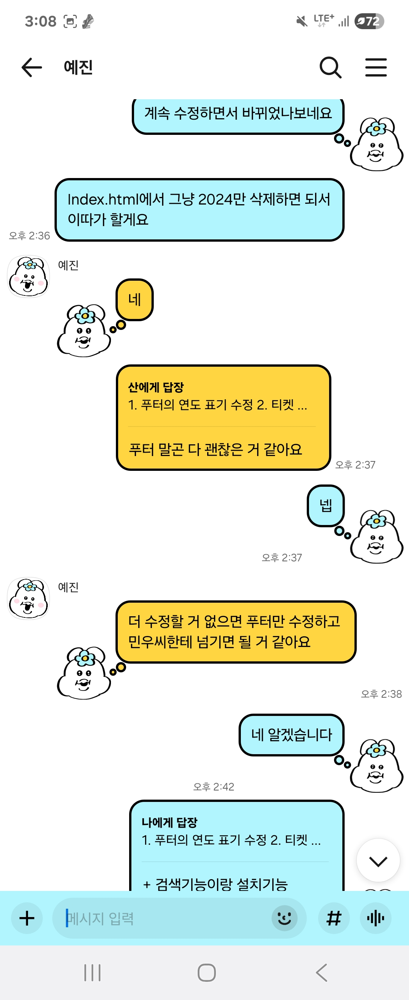 3:08
LTE+
72
예진
계속 수정하면서 바뀌었나보네요
Index.html에서 그냥 2024만 삭제하면 되서
이따가 할게요
오후 2:36
예진
네
산에게 답장
1. 푸터의 연도 표기 수정 2. 티켓 ...
푸터 말곤 다 괜찮은 거 같아요
오후 2:37
넵
오후 2:37
예진
더 수정할 거 없으면 푸터만 수정하고
민우씨한테 넘기면 될 거 같아요
오후 2:38
네 알겠습니다
오후 2:42
나에게 답장
1. 푸터의 연도 표기 수정 2. 티켓 ...
+ 검색기능이랑 설치기능
메시지 입력
#